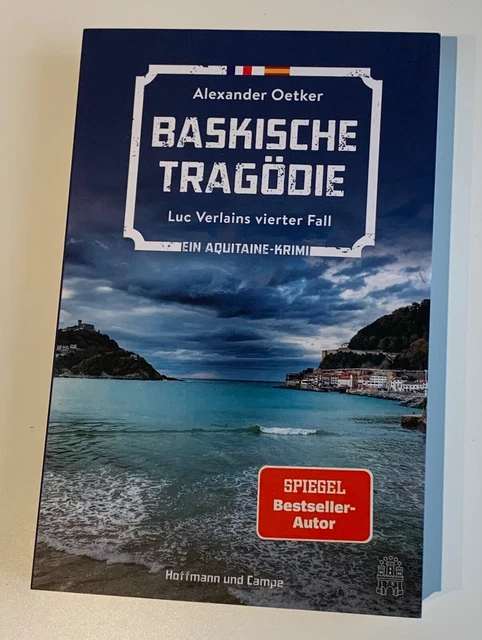 Alexander Oetker
BASKISCHE
TRAGÖDIE
Luc Verlains vierter Fall
EIN AQUITAINE-KRIMI
SPIEGEL
Bestseller-
Autor
Hoffmann und Campe